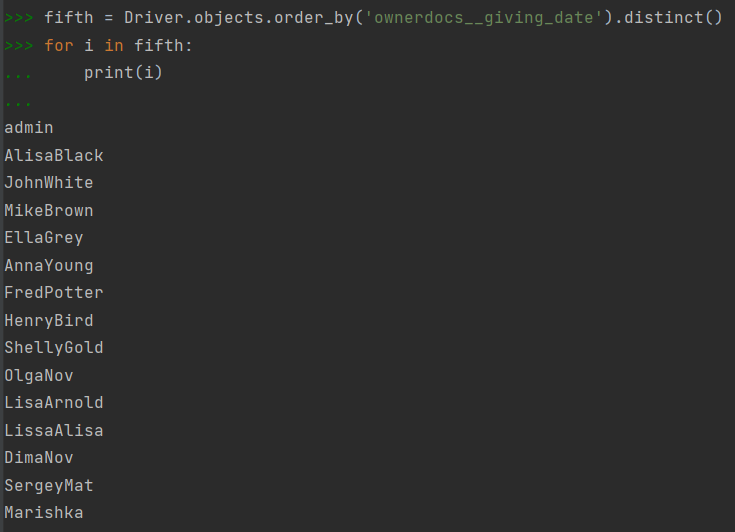 >>> fifth = Driver.objects.order_by('ownerdocs__giving_date').distinct()
>>> for i in fifth:
...     print(i)
...
admin
AlisaBlack
JohnWhite
MikeBrown
EllaGrey
AnnaYoung
FredPotter
HenryBird
ShellyGold
OlgaNov
LisaArnold
LissaAlisa
DimaNov
SergeyMat
Marishka